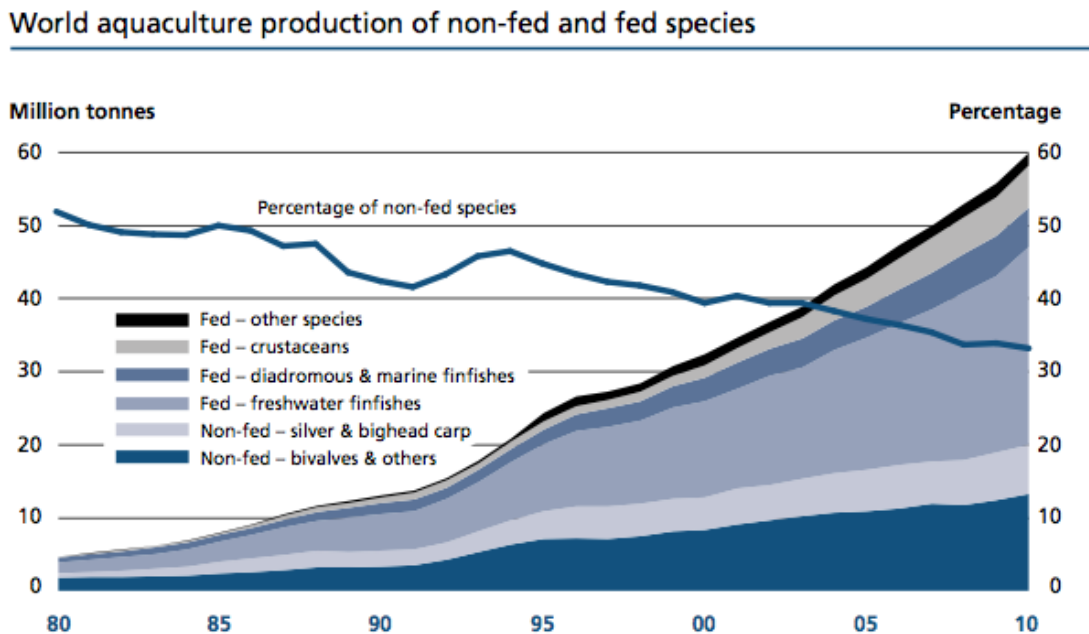 World aquaculture production of non-fed and fed species
Million tonnes
Percentage
60
50
40
30
20
10
0
60
50
40
30
20
10
0
Percentage of non-fed species
Fed – other species
Fed – crustaceans
Fed – diadromous & marine finfishes
Fed – freshwater finfishes
Non-fed – silver & bighead carp
Non-fed – bivalves & others
80 85 90 95 00 05 10